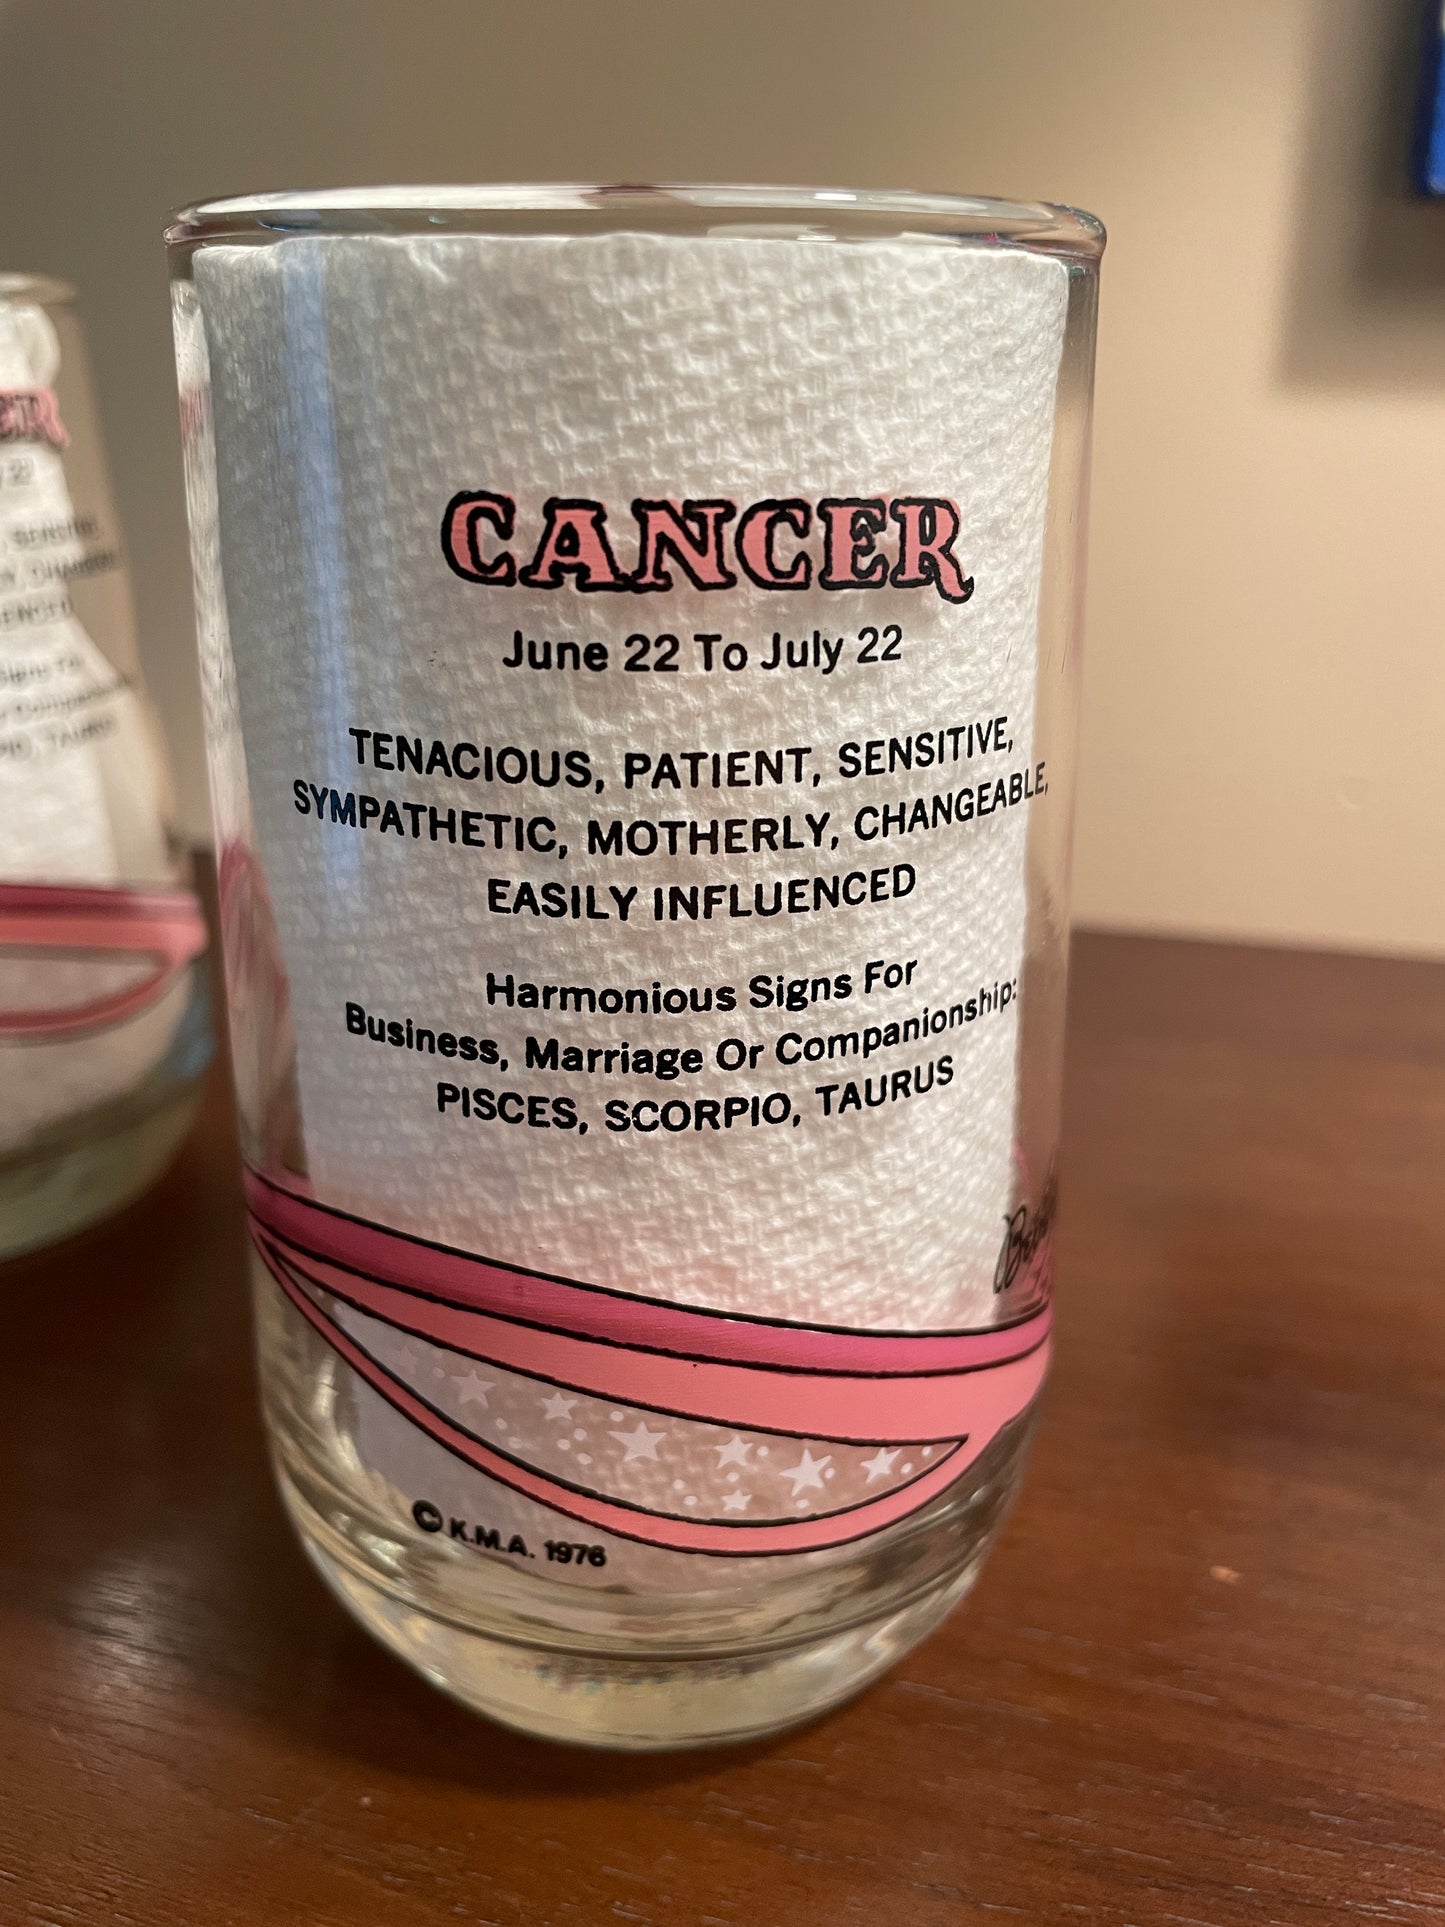 CANCER
June 22 To July 22
TENACIOUS, PATIENT, SENSITIVE,
SYMPATHETIC, MOTHERLY, CHANGEABLE,
EASILY INFLUENCED
Harmonious Signs For
Business, Marriage Or Companionship:
PISCES, SCORPIO, TAURUS
© K.M.A. 1976